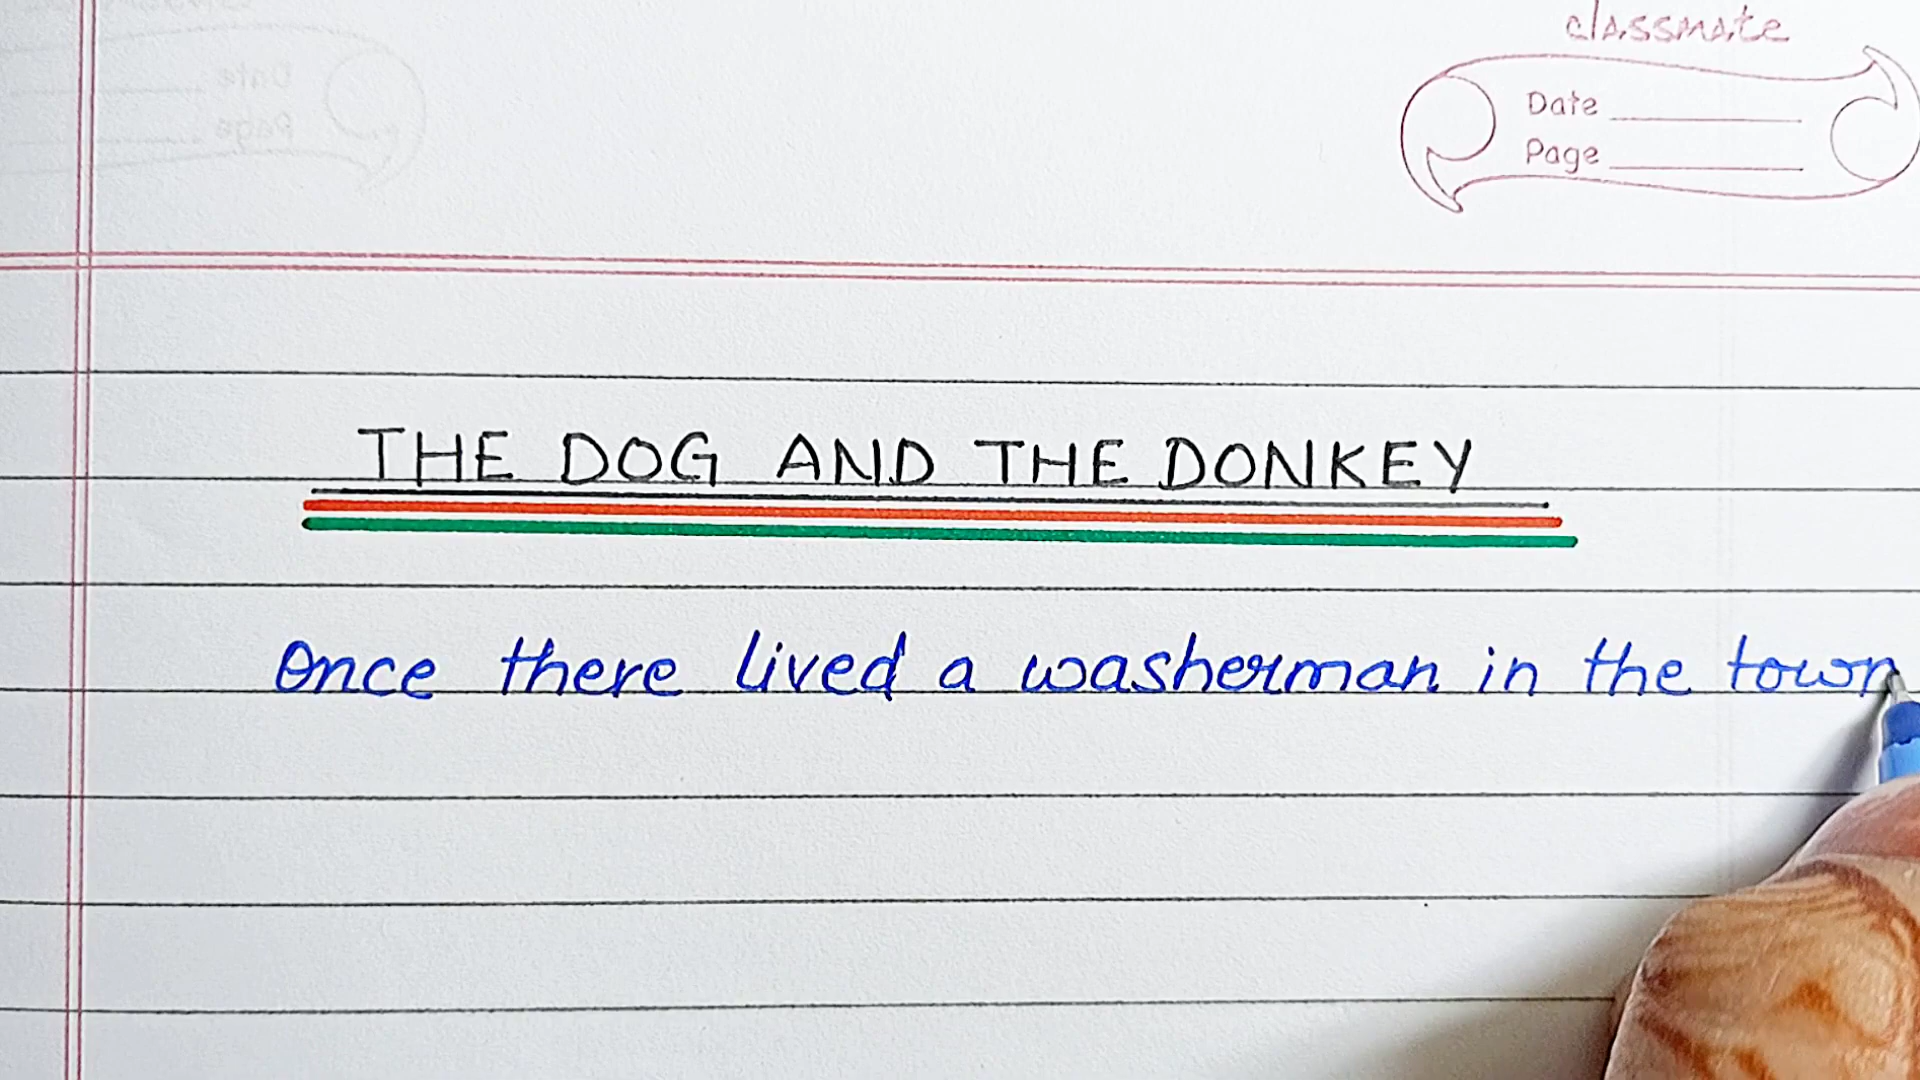 classmate
Date
Page
THE DOG AND THE DONKEY
Once there lived a washerman in the town